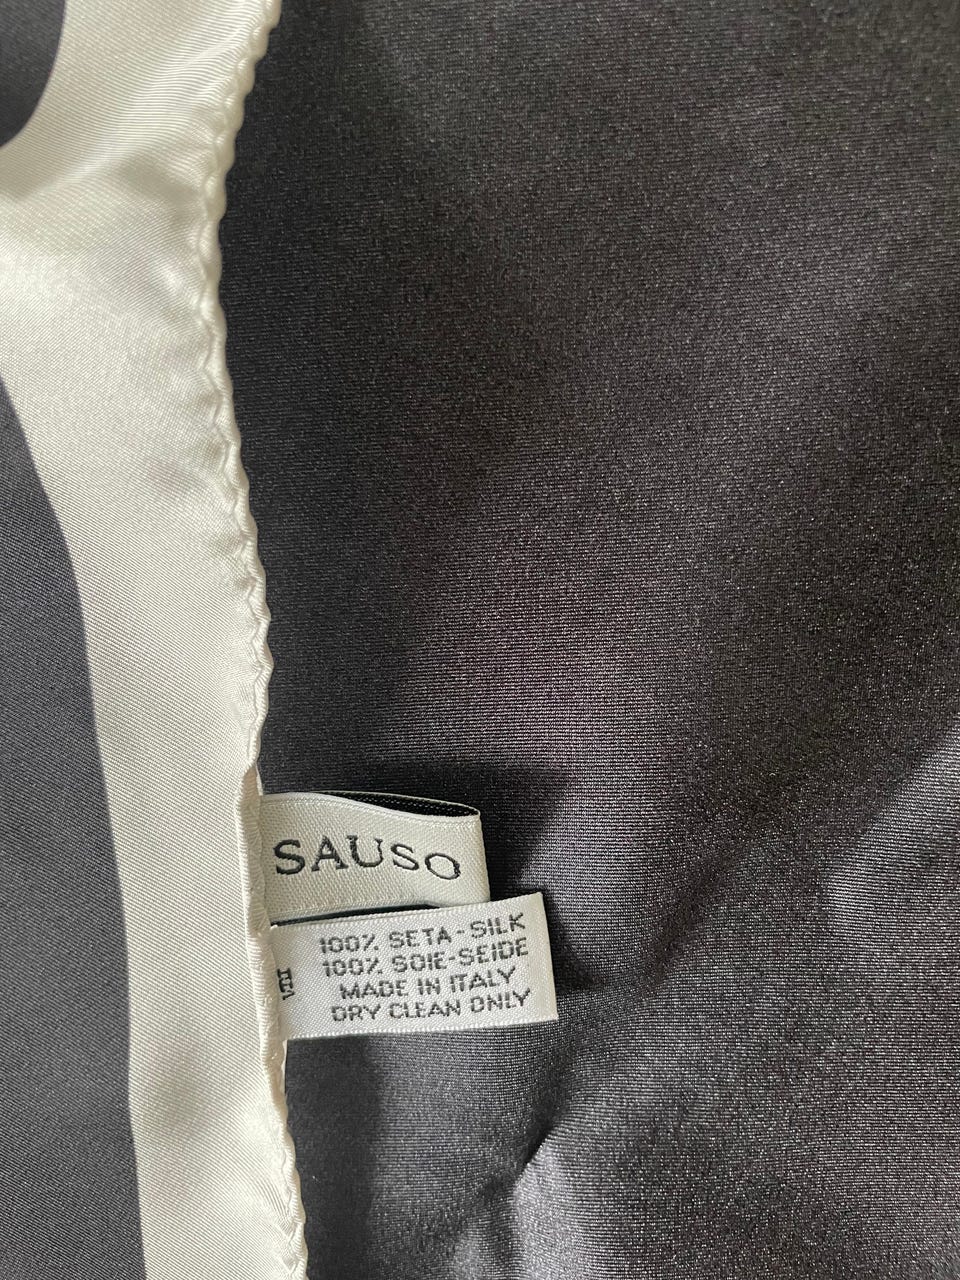 SAUSO
100% SETA-SILK
100% SOIE-SEIDE
MADE IN ITALY
DRY CLEAN ONLY